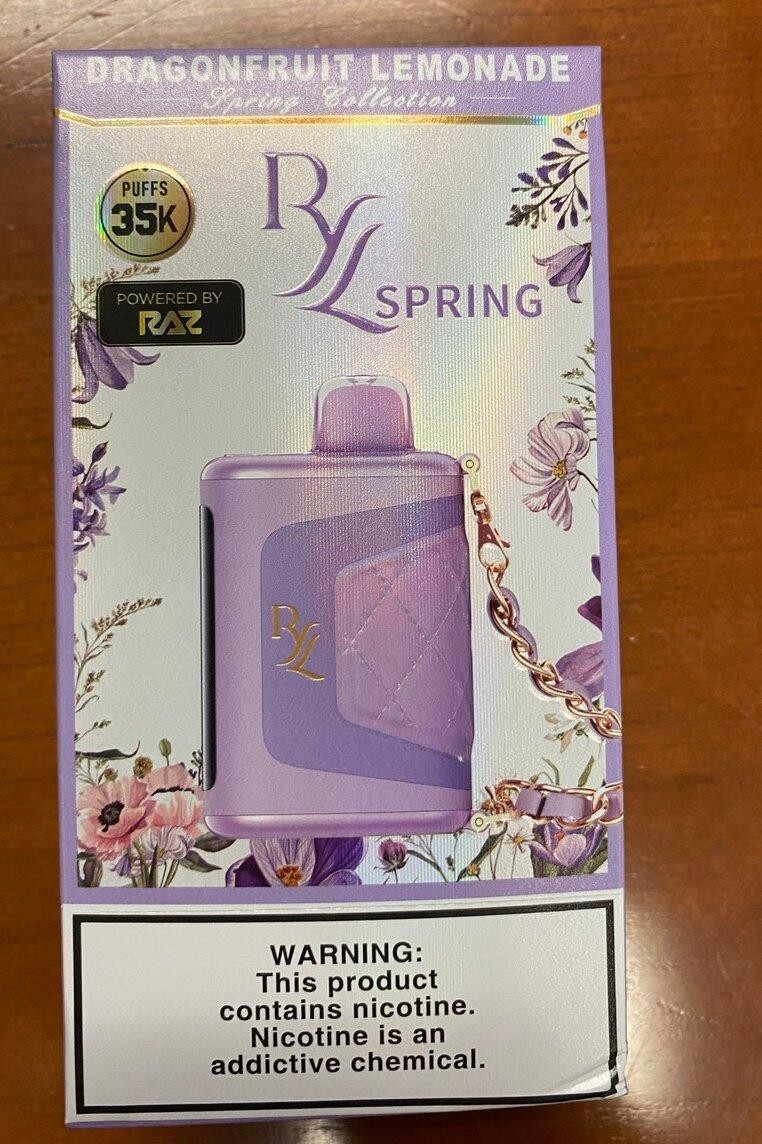 DRAGONFRUIT LEMONADE
Spring Collection
PUFFS
35K
RYL SPRING
POWERED BY
RAZ
RYL
WARNING:
This product
contains nicotine.
Nicotine is an
addictive chemical.